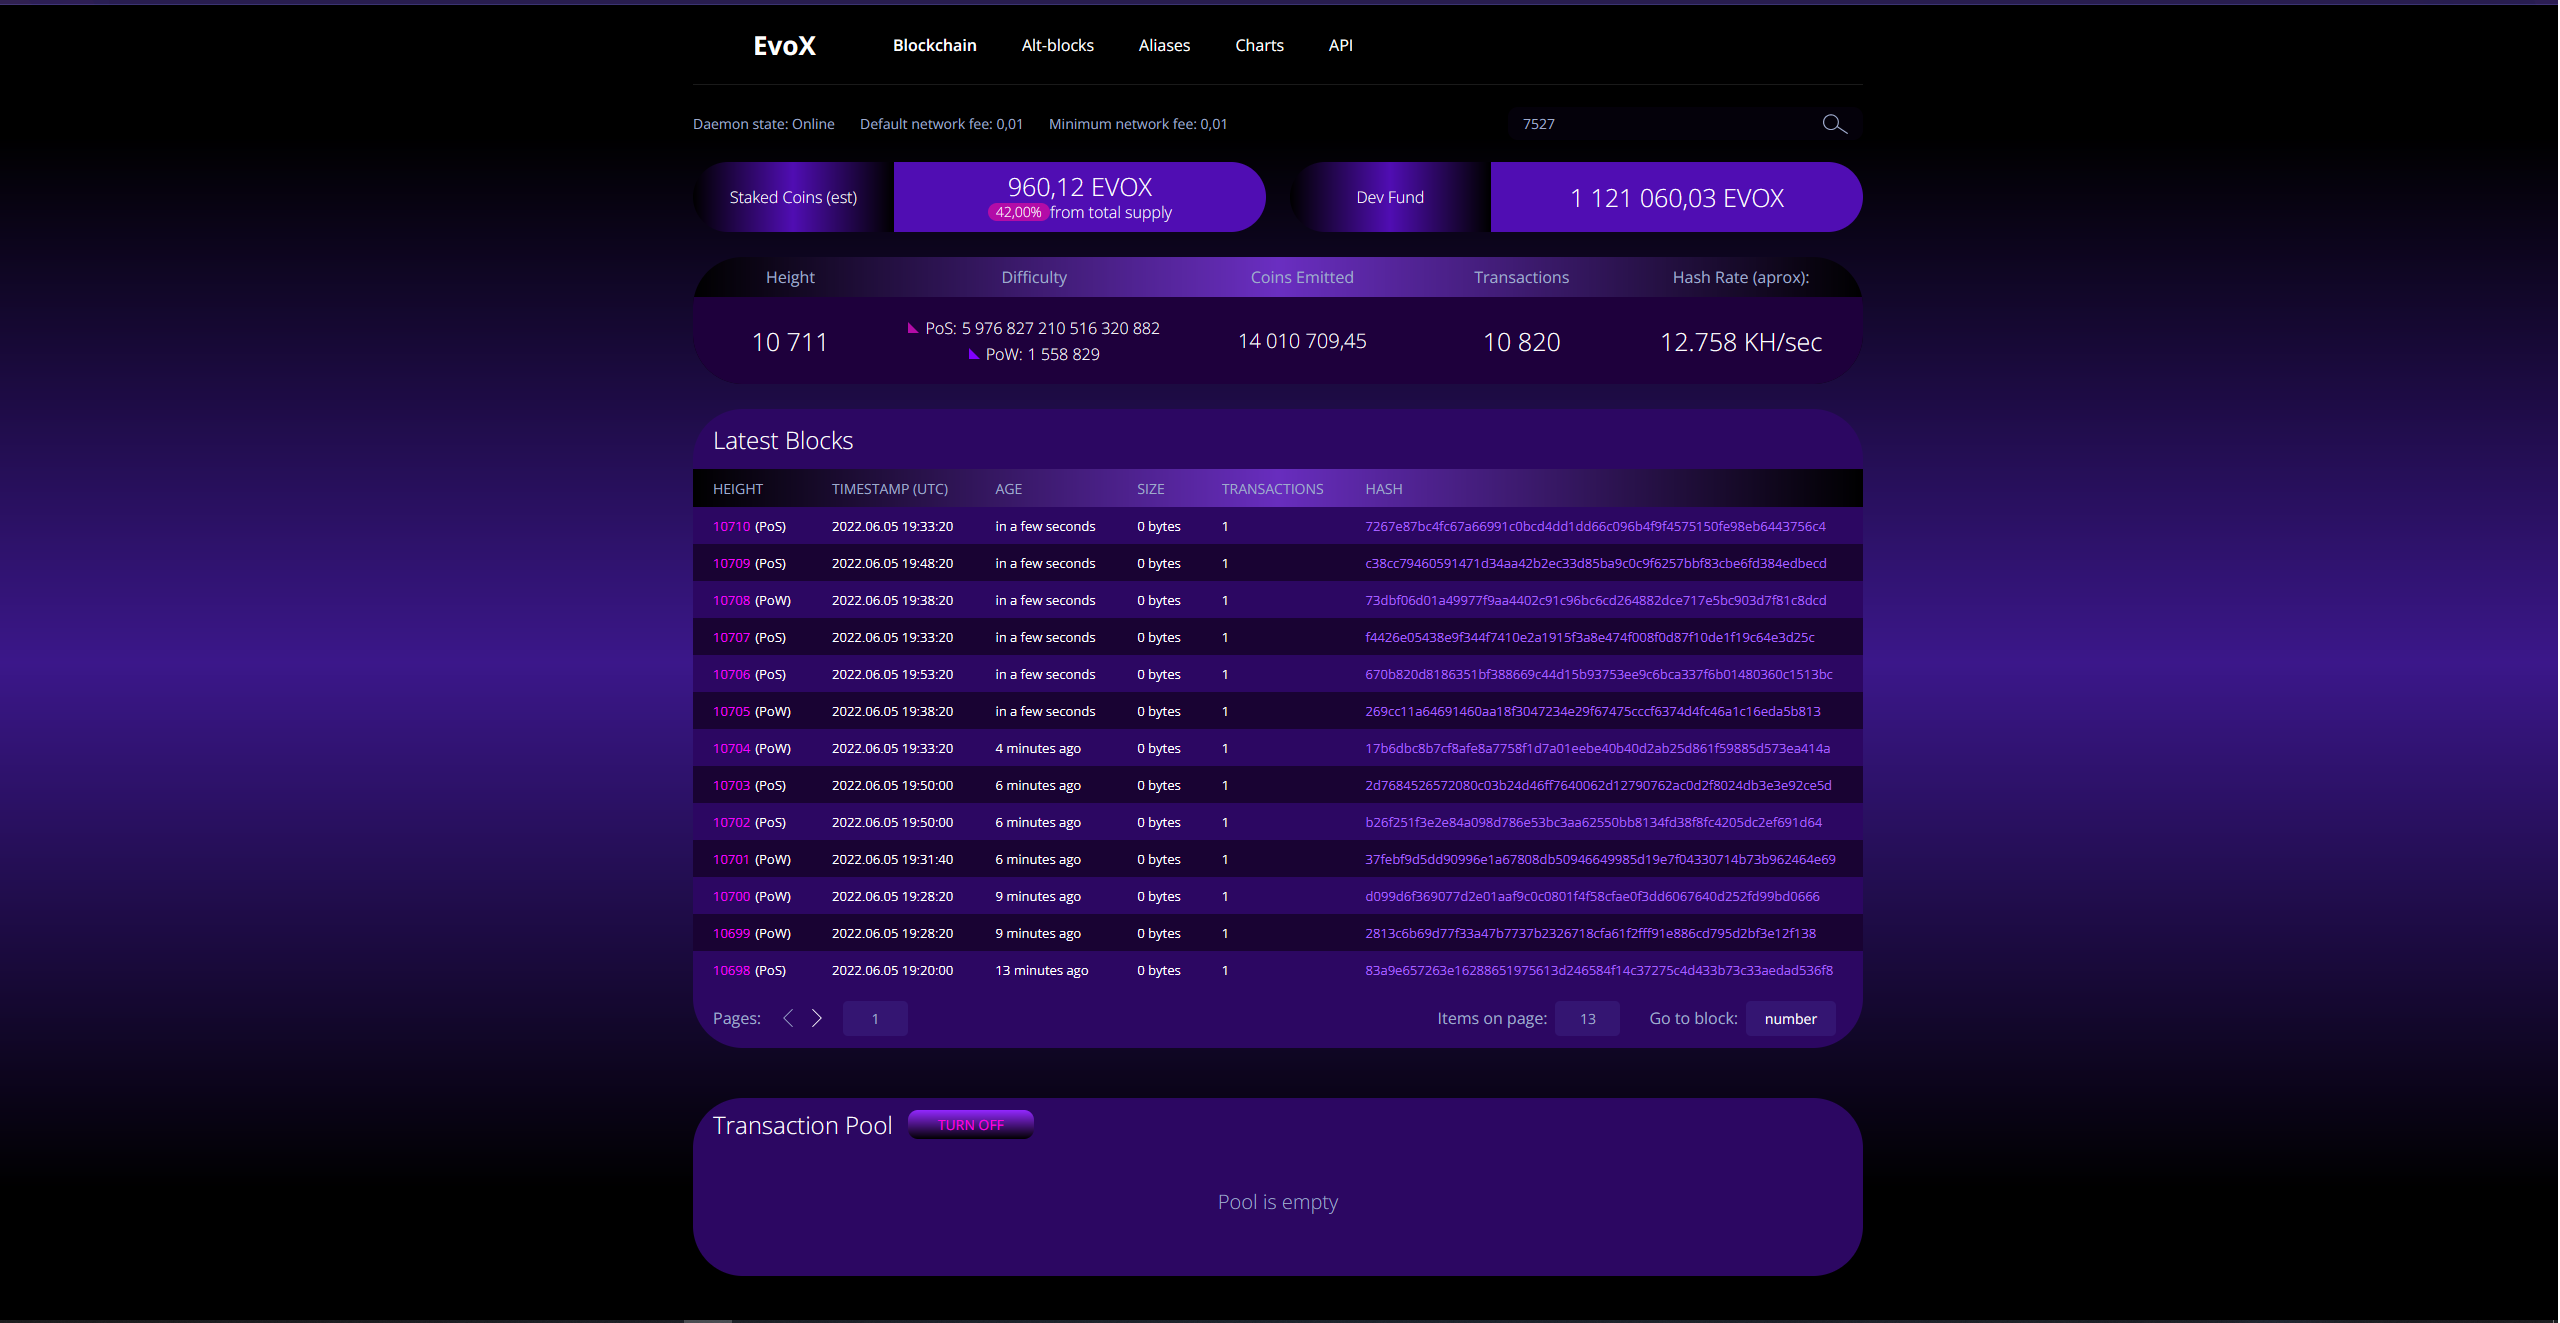 EvoX Blockchain Alt-blocks Aliases Charts API
Daemon state: Online Default network fee: 0,01 Minimum network fee: 0,01 7527
Staked Coins (est) 960,12 EVOX
42,00% from total supply
Dev Fund 1 121 060,03 EVOX
Height Difficulty Coins Emitted Transactions Hash Rate (aprox):
10 711 PoS: 5 976 827 210 516 320 882
PoW: 1 558 829
14 010 709,45 10 820 12.758 KH/sec
Latest Blocks
HEIGHT TIMESTAMP (UTC) AGE SIZE TRANSACTIONS HASH
10710 (PoS) 2022.06.05 19:33:20 in a few seconds 0 bytes 1 7267e87bc4fc67a66991c0bcd4dd1dd66c096b4f9f4575150fe98eb6443756c4
10709 (PoS) 2022.06.05 19:48:20 in a few seconds 0 bytes 1 c38cc79460591471d34aa42b2ec33d85ba9c0c9f6257bbf83cbe6fd384edbecd
10708 (PoW) 2022.06.05 19:38:20 in a few seconds 0 bytes 1 73dbf06d01a49977f9aa4402c91c96bc6cd264882dce717e5bc903d7f81c8dcd
10707 (PoS) 2022.06.05 19:33:20 in a few seconds 0 bytes 1 f4426e05438e9f344f7410e2a1915f3a8e474f008f0d87f10de1f19c64e3d25c
10706 (PoS) 2022.06.05 19:53:20 in a few seconds 0 bytes 1 670b820d8186351bf388669c44d15b93753ee9c6bca337f6b01480360c1513bc
10705 (PoW) 2022.06.05 19:38:20 in a few seconds 0 bytes 1 269cc11a64691460aa18f3047234e29f67475cccf6374d4fc46a1c16eda5b813
10704 (PoW) 2022.06.05 19:33:20 4 minutes ago 0 bytes 1 17b6dbc8b7cf8afe8a7758f1d7a01eebe40b40d2ab25d861f59885d573ea414a
10703 (PoS) 2022.06.05 19:50:00 6 minutes ago 0 bytes 1 2d7684526572080c03b24d46ff7640062d12790762ac0d2f8024db3e3e92ce5d
10702 (PoS) 2022.06.05 19:50:00 6 minutes ago 0 bytes 1 b26f251f3e2e84a098d786e53bc3aa62550bb8134fd38f8fc4205dc2ef691d64
10701 (PoW) 2022.06.05 19:31:40 6 minutes ago 0 bytes 1 37febf9d5dd90996e1a67808db50946649985d19e7f04330714b73b962464e69
10700 (PoW) 2022.06.05 19:28:20 9 minutes ago 0 bytes 1 d099d6f369077d2e01aaf9c0c0801f4f58cfae0f3dd6067640d252fd99bd0666
10699 (PoW) 2022.06.05 19:28:20 9 minutes ago 0 bytes 1 2813c6b69d77f33a47b7737b2326718cfa61f2fff91e886cd795d2bf3e12f138
10698 (PoS) 2022.06.05 19:20:00 13 minutes ago 0 bytes 1 83a9e657263e16288651975613d246584f14c37275c4d433b73c33aedad536f8
Pages: 1 Items on page: 13 Go to block: number
Transaction Pool TURN OFF
Pool is empty